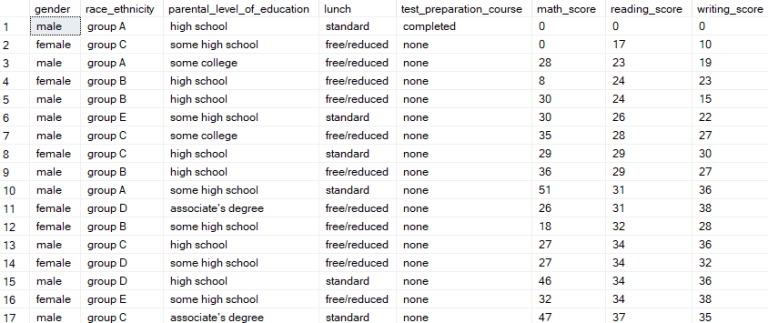 gender race_ethnicity parental_level_of_education lunch test_preparation_course math_score reading_score writing_score
1 male group A high school standard completed 0 0 0
2 female group C some high school free/reduced none 0 17 10
3 male group A some college free/reduced none 28 23 19
4 female group B high school free/reduced none 8 24 23
5 male group B high school free/reduced none 30 24 15
6 male group E some high school standard none 30 26 22
7 male group C some college free/reduced none 35 28 27
8 female group C high school standard none 29 29 30
9 male group B high school free/reduced none 36 29 27
10 male group A some high school standard none 51 31 36
11 female group D associate's degree free/reduced none 26 31 38
12 female group B some high school free/reduced none 18 32 28
13 male group C high school free/reduced none 27 34 36
14 female group D some high school free/reduced none 27 34 32
15 male group D high school standard none 46 34 36
16 female group E some high school free/reduced none 32 34 38
17 male group C associate's degree standard none 47 37 35